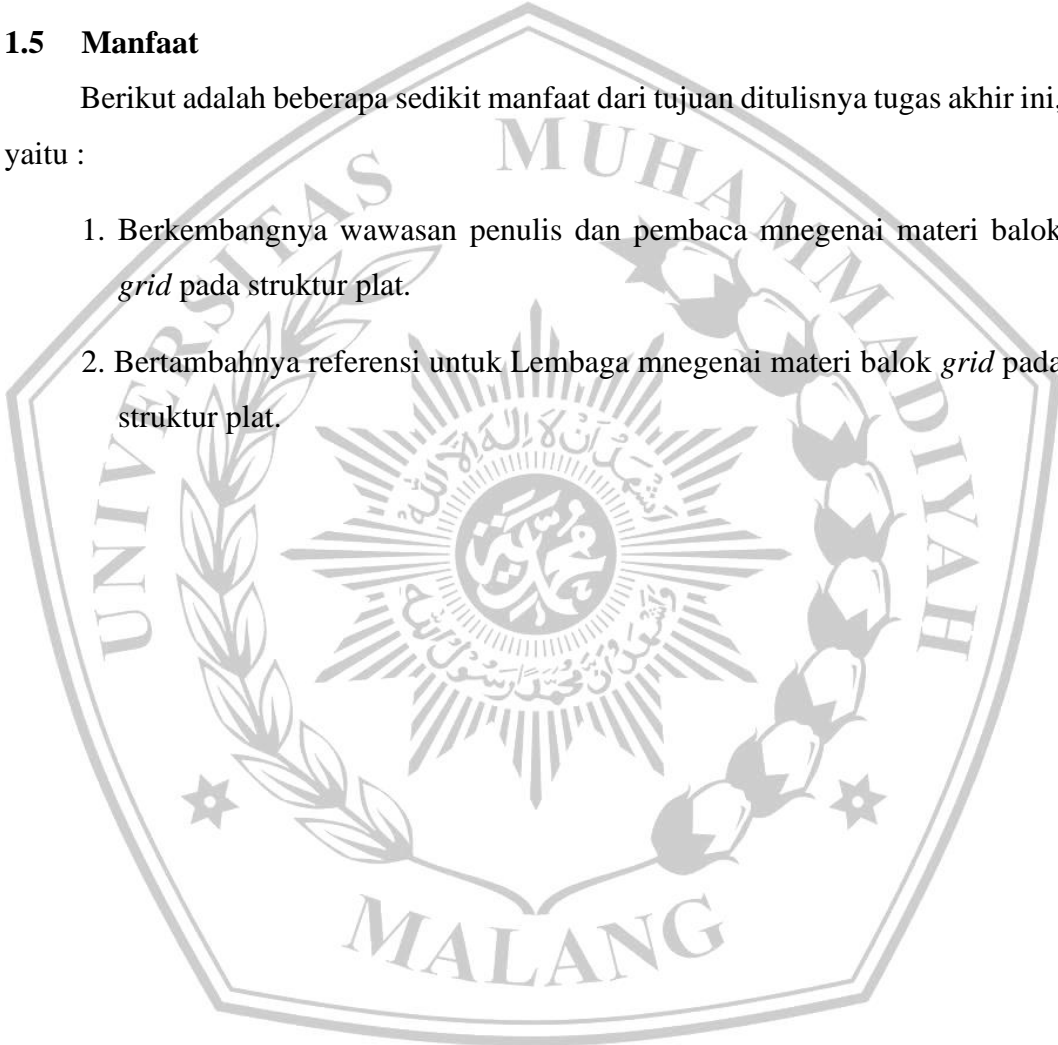 1.5 Manfaat
Berikut adalah beberapa sedikit manfaat dari tujuan ditulisnya tugas akhir ini,
yaitu :
1. Berkembangnya wawasan penulis dan pembaca mnegenai materi balok
grid pada struktur plat.
2. Bertambahnya referensi untuk Lembaga mnegenai materi balok grid pada
struktur plat.
UNIVERSITAS MUHAMMADIYAH
MALANG